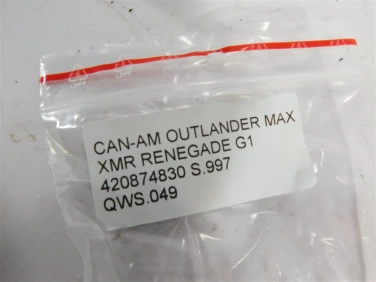 CAN-AM OUTLANDER MAX
XMR RENEGADE G1
420874830 S.997
QWS.049